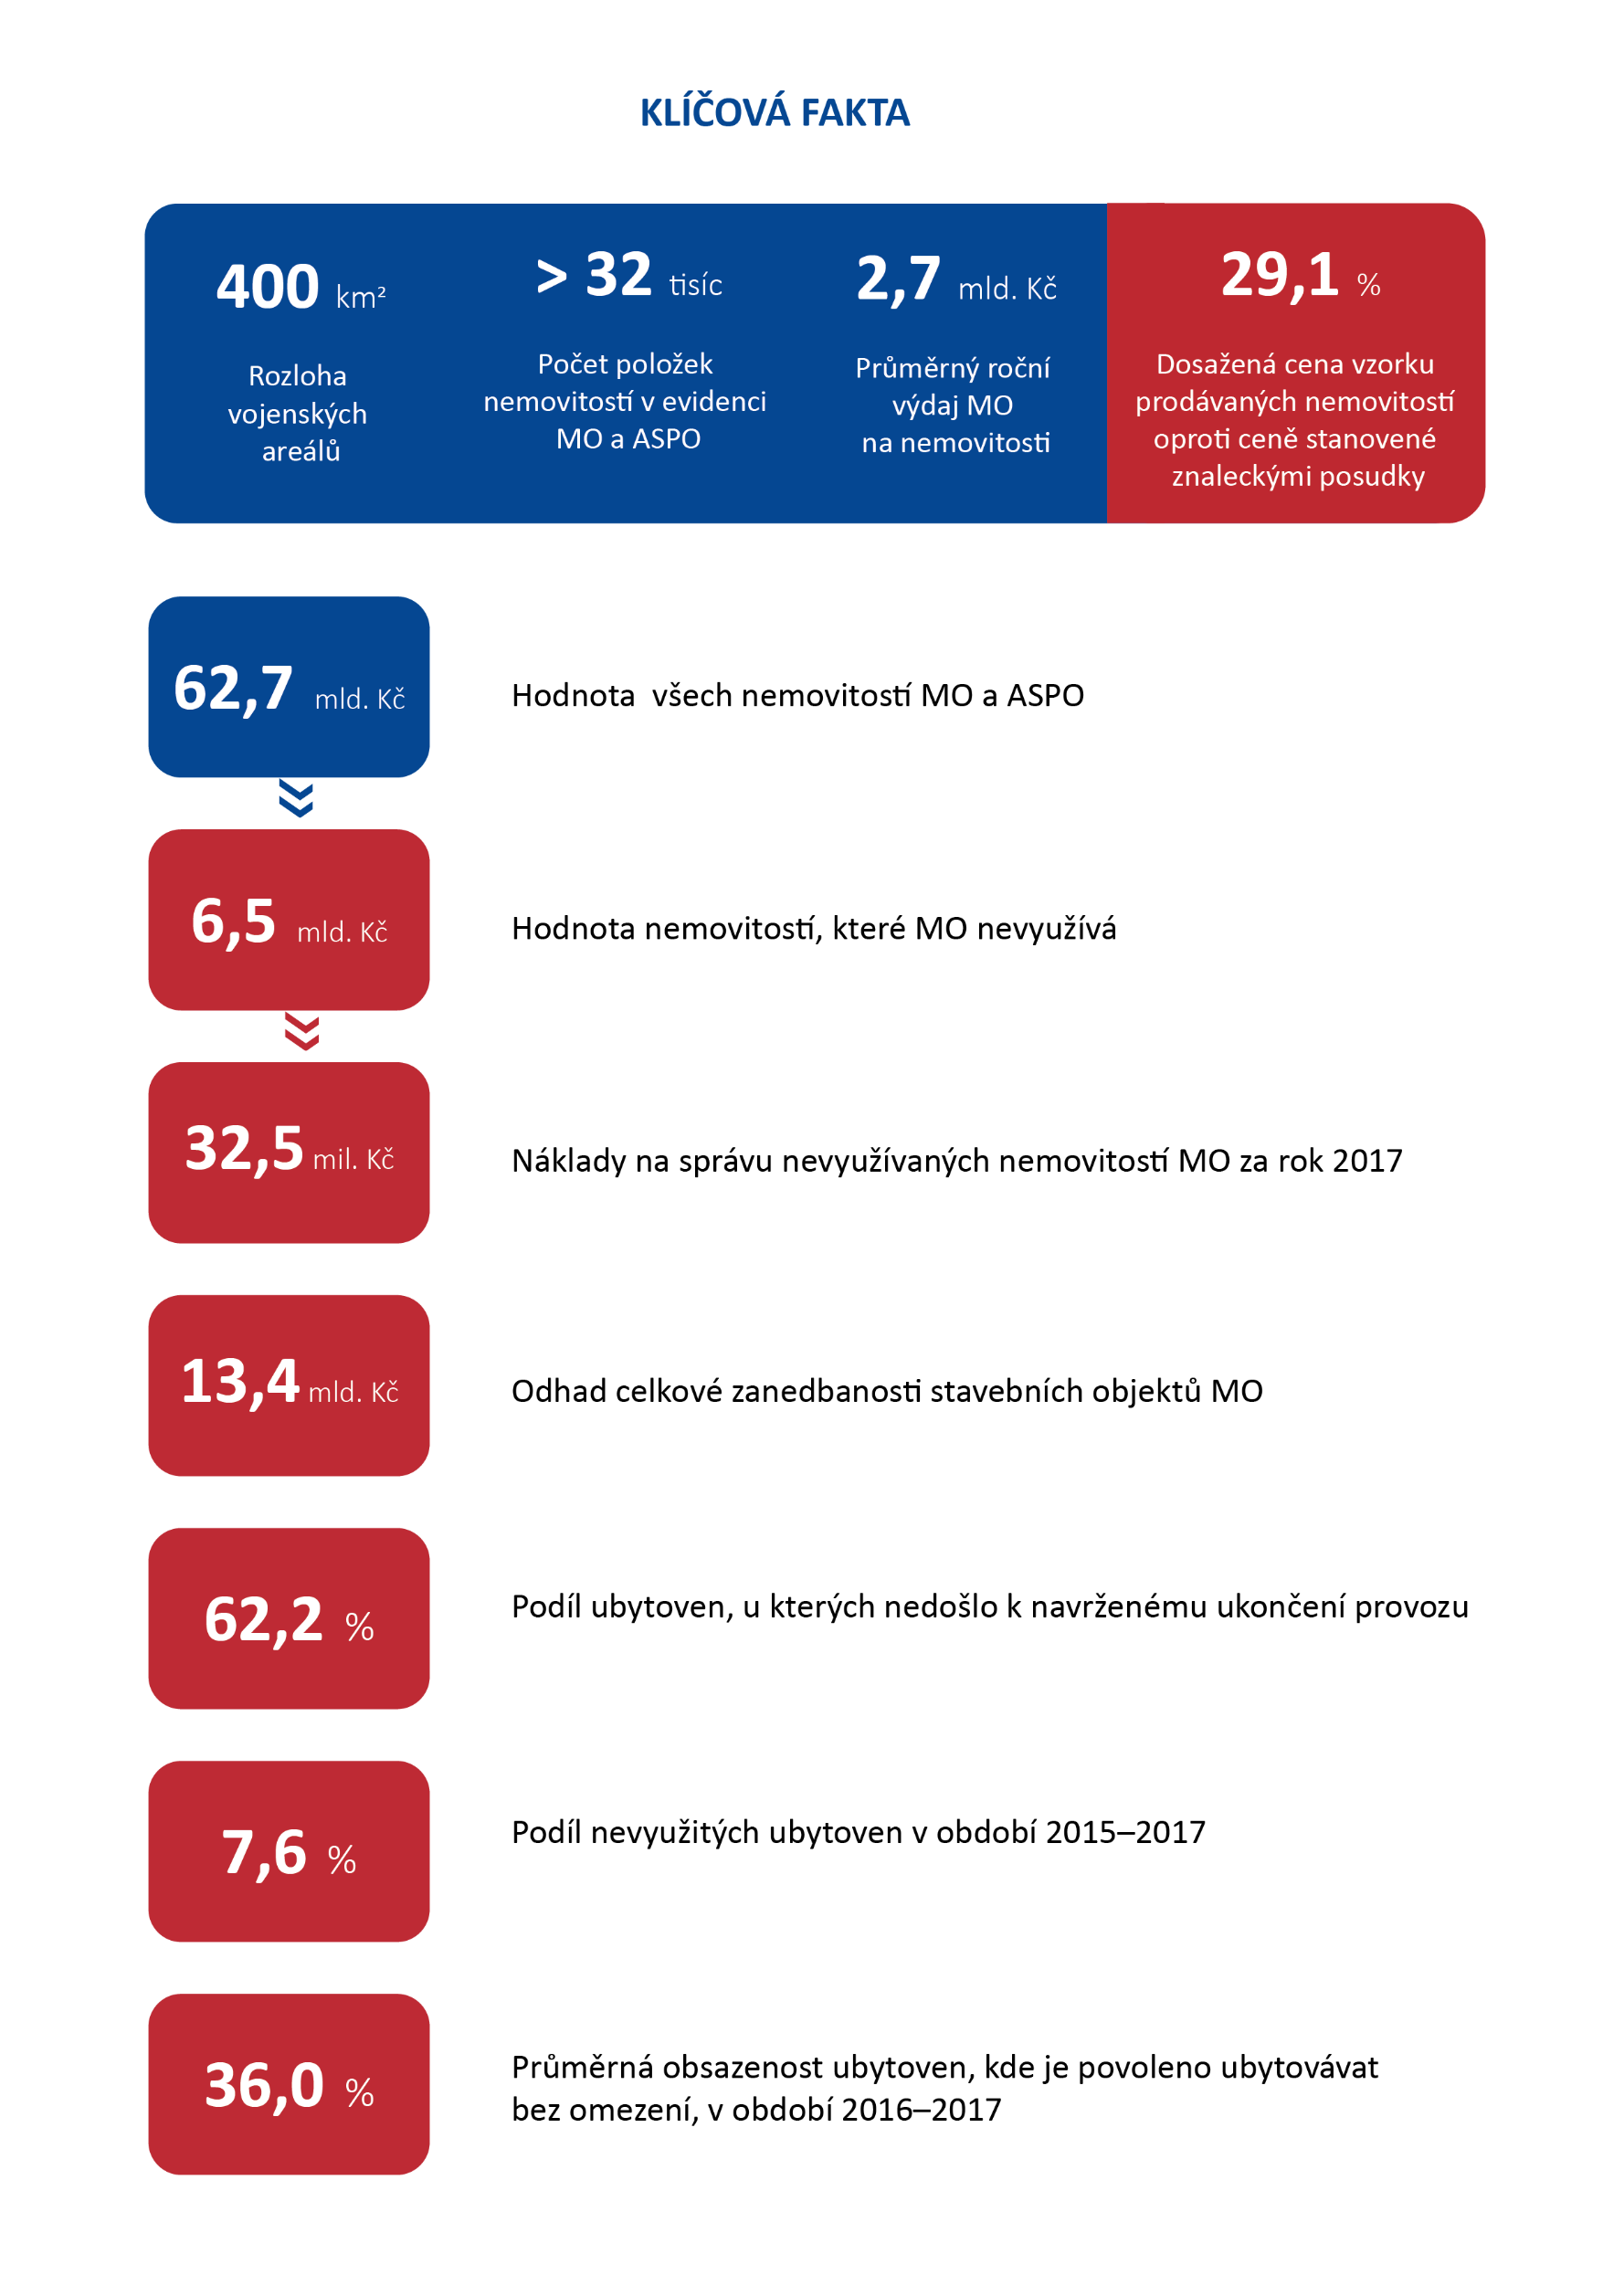 KLÍČOVÁ FAKTA
400 km²
Rozloha
vojenských
areálů
> 32 tisíc
Počet položek
nemovitostí v evidenci
MO a ASPO
2,7 mld. Kč
Průměrný roční
výdaj MO
na nemovitosti
29,1 %
Dosažená cena vzorku
prodávaných nemovitostí
oproti ceně stanovené
znaleckými posudky
62,7 mld. Kč
Hodnota všech nemovitostí MO a ASPO
6,5 mld. Kč
Hodnota nemovitostí, které MO nevyužívá
32,5 mil. Kč
Náklady na správu nevyužívaných nemovitostí MO za rok 2017
13,4 mld. Kč
Odhad celkové zanedbanosti stavebních objektů MO
62,2 %
Podíl ubytoven, u kterých nedošlo k navrženému ukončení provozu
7,6 %
Podíl nevyužitých ubytoven v období 2015–2017
36,0 %
Průměrná obsazenost ubytoven, kde je povoleno ubytovávat
bez omezení, v období 2016–2017